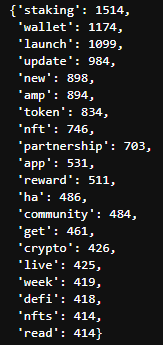 {'staking': 1514,
'wallet': 1174,
'launch': 1099,
'update': 984,
'new': 898,
'amp': 894,
'token': 834,
'nft': 746,
'partnership': 703,
'app': 531,
'reward': 511,
'ha': 486,
'community': 484,
'get': 461,
'crypto': 426,
'live': 425,
'week': 419,
'defi': 418,
'nfts': 414,
'read': 414}